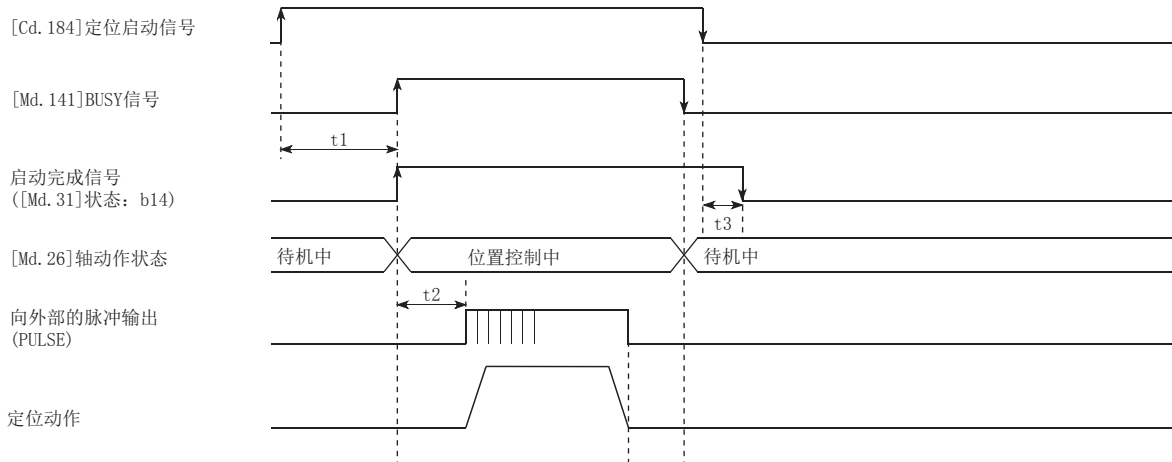 [Cd.184]定位启动信号
[Md.141]BUSY信号
t1
启动完成信号
([Md.31]状态：b14)
t3
[Md.26]轴动作状态
待机中
位置控制中
待机中
t2
向外部的脉冲输出
(PULSE)
定位动作